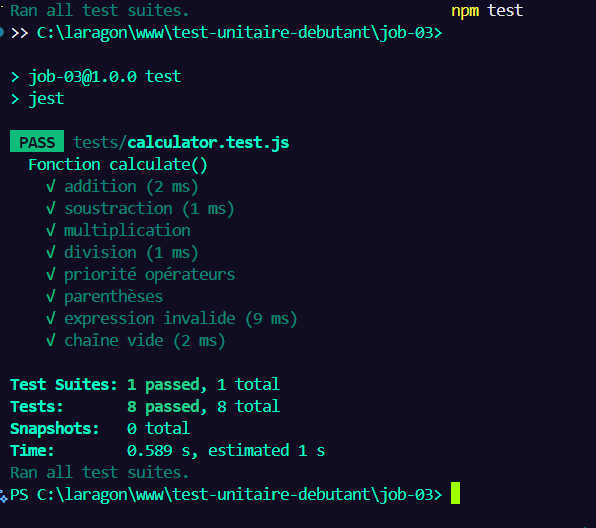 Ran all test suites. npm test
>> C:\laragon\www\test-unitaire-debutant\job-03>
> job-03@1.0.0 test
> jest
PASS tests/calculator.test.js
Fonction calculate()
√ addition (2 ms)
√ soustraction (1 ms)
√ multiplication
√ division (1 ms)
√ priorité opérateurs
√ parenthèses
√ expression invalide (9 ms)
√ chaîne vide (2 ms)
Test Suites: 1 passed, 1 total
Tests: 8 passed, 8 total
Snapshots: 0 total
Time: 0.589 s, estimated 1 s
Ran all test suites.
PS C:\laragon\www\test-unitaire-debutant\job-03>